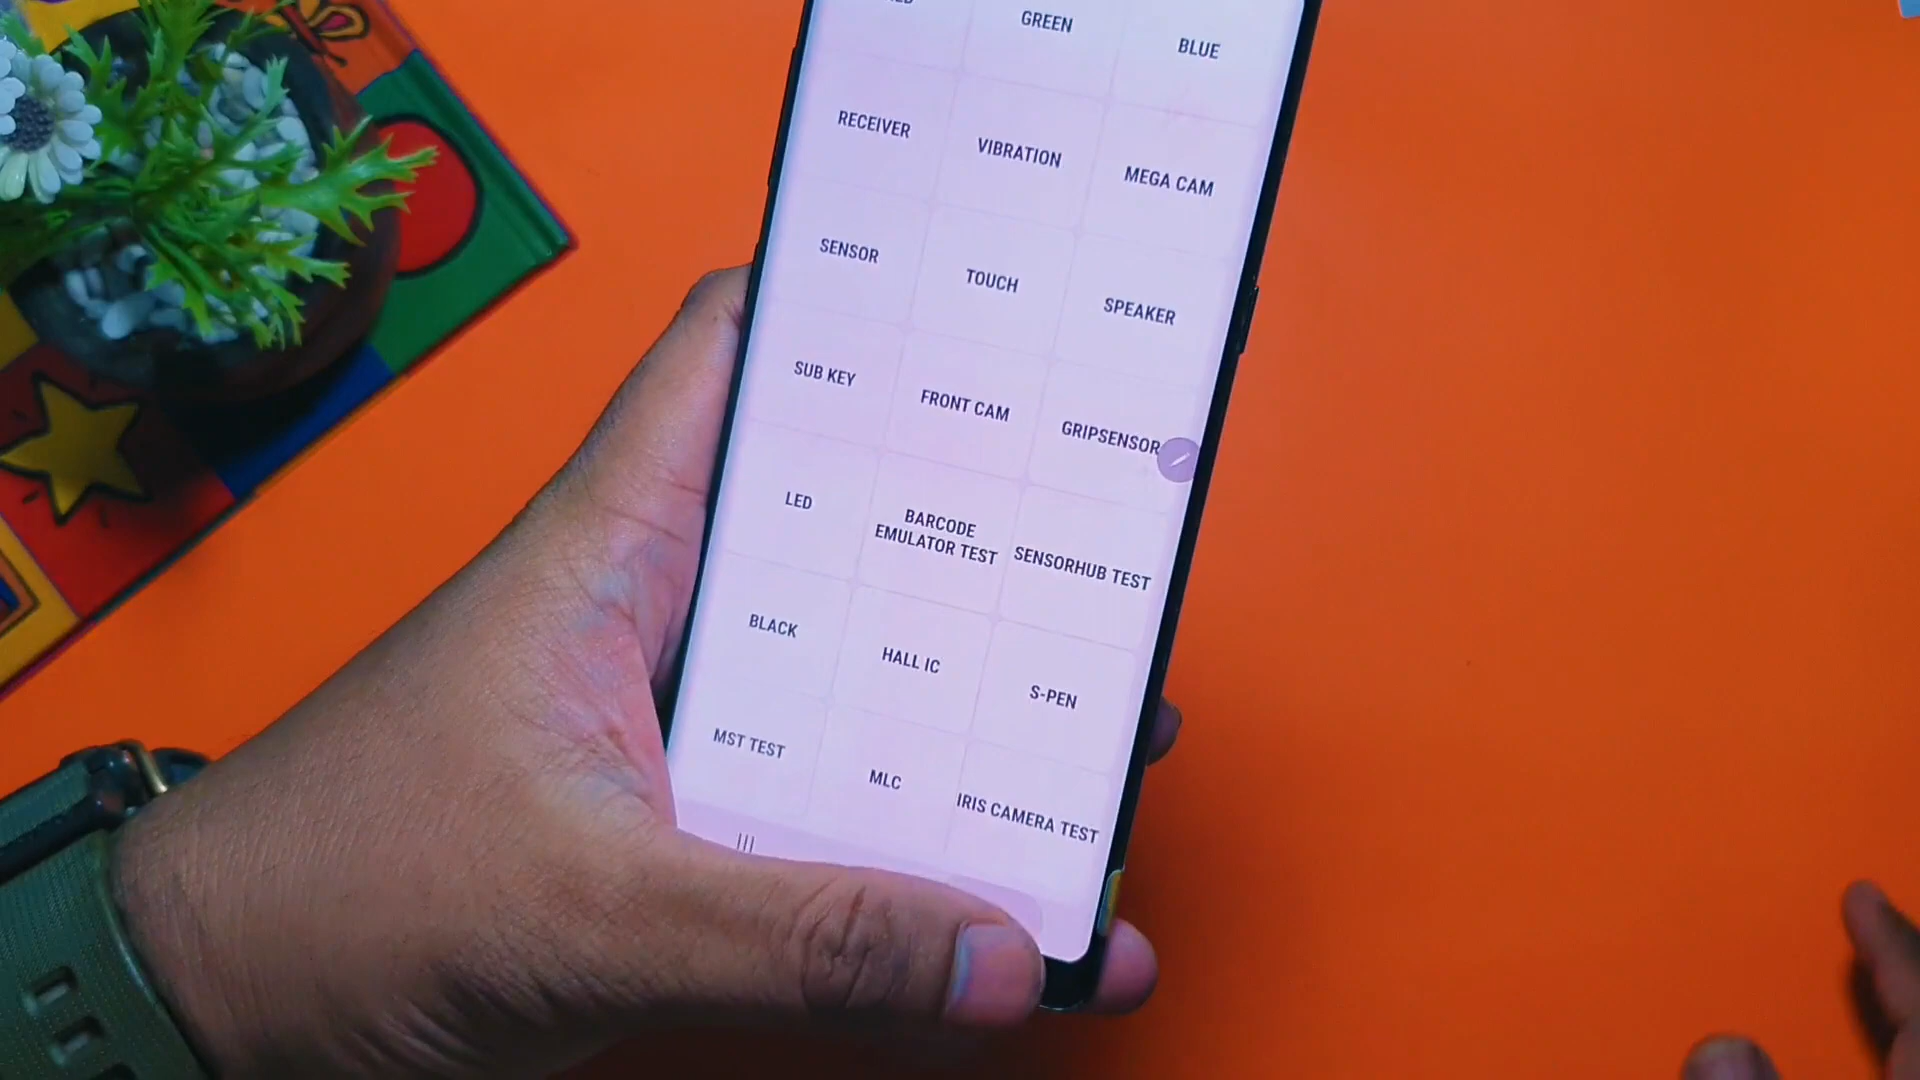 GREEN
BLUE
RECEIVER
VIBRATION
MEGA CAM
SENSOR
TOUCH
SPEAKER
SUB KEY
FRONT CAM
GRIPSENSOR
LED
BARCODE
EMULATOR TEST
SENSORHUB TEST
BLACK
HALL IC
S-PEN
MST TEST
MLC
IRIS CAMERA TEST